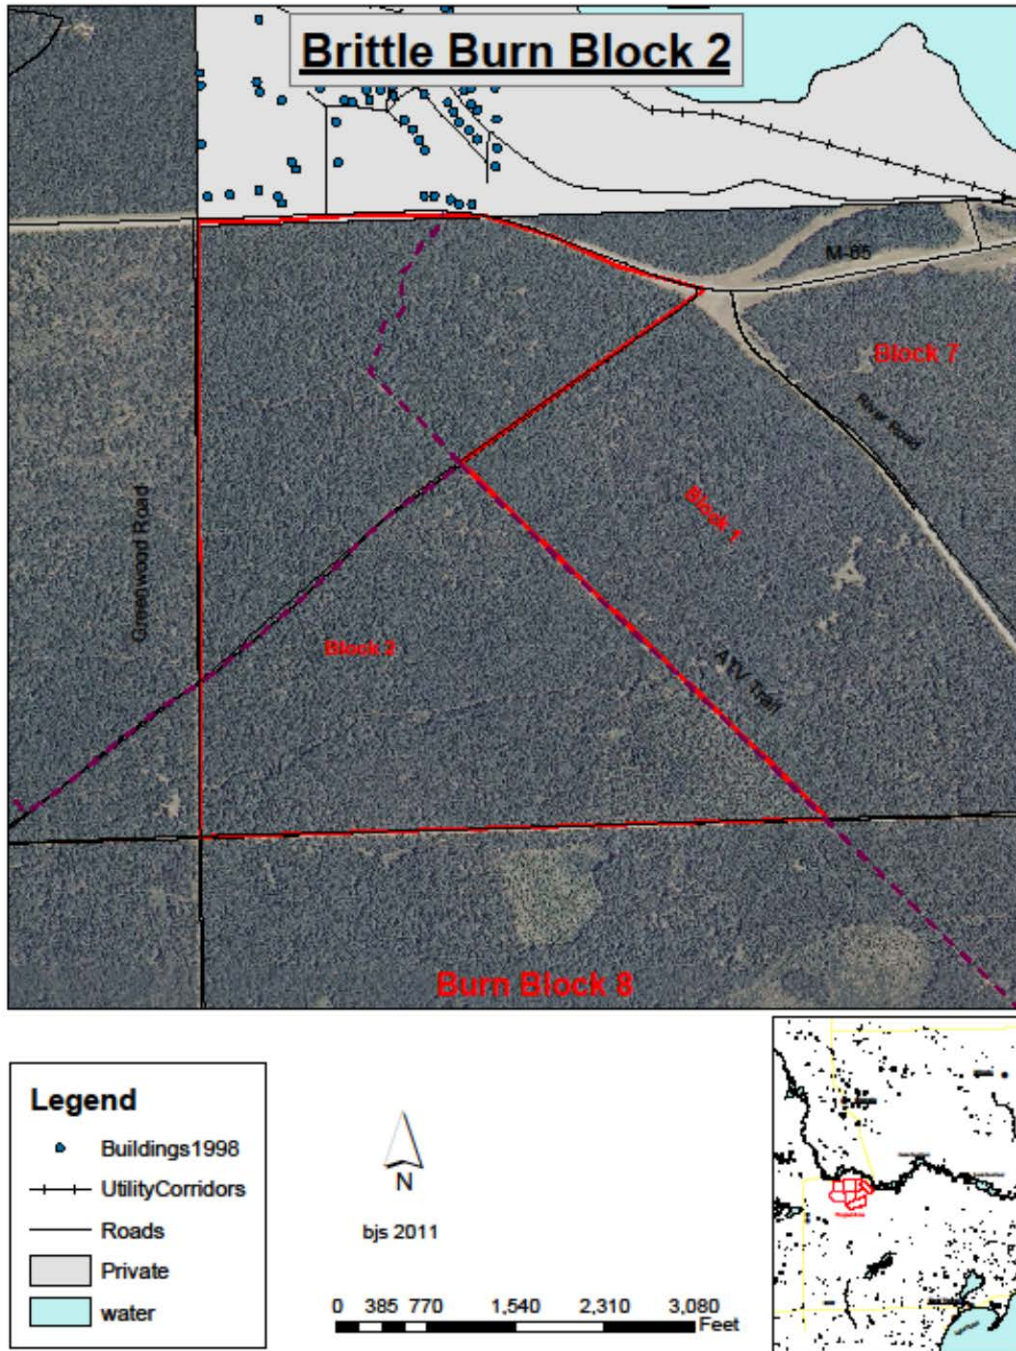 Brittle Burn Block 2
M-65
Block 7
River Road
Block 1
Greenwood Road
Block 2
ATV Trail
Burn Block 8
Legend
Buildings1998
UtilityCorridors
Roads
Private
water
N
bjs 2011
0 385 770 1,540 2,310 3,080
Feet